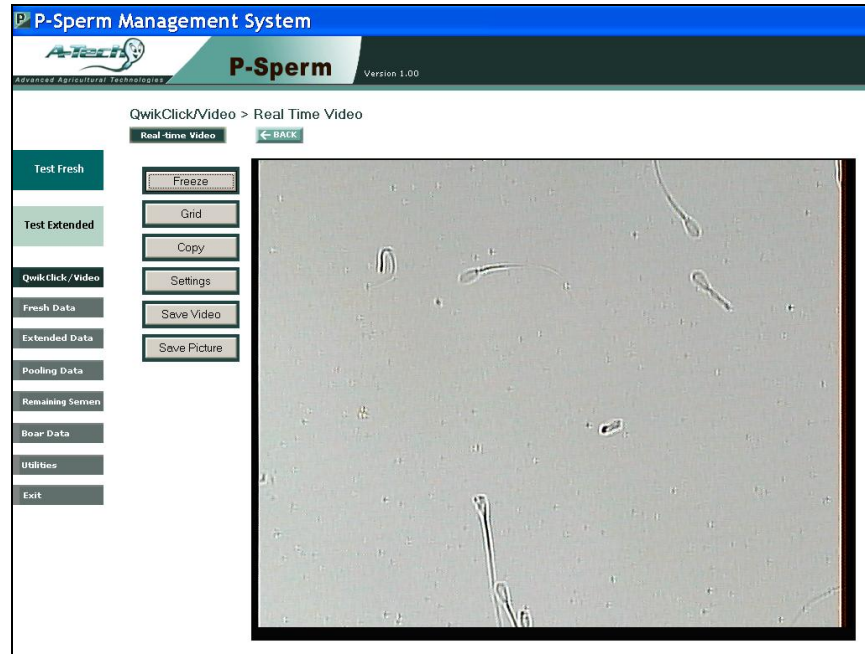 P P-Sperm Management System
A-Tech
Advanced Agricultural Technologies
P-Sperm
Version 1.00
QwikClick/Video > Real Time Video
Real-time Video
← BACK
Test Fresh
Test Extended
QwikClick/Video
Fresh Data
Extended Data
Pooling Data
Remaining Semen
Boar Data
Utilities
Exit
Freeze
Grid
Copy
Settings
Save Video
Save Picture